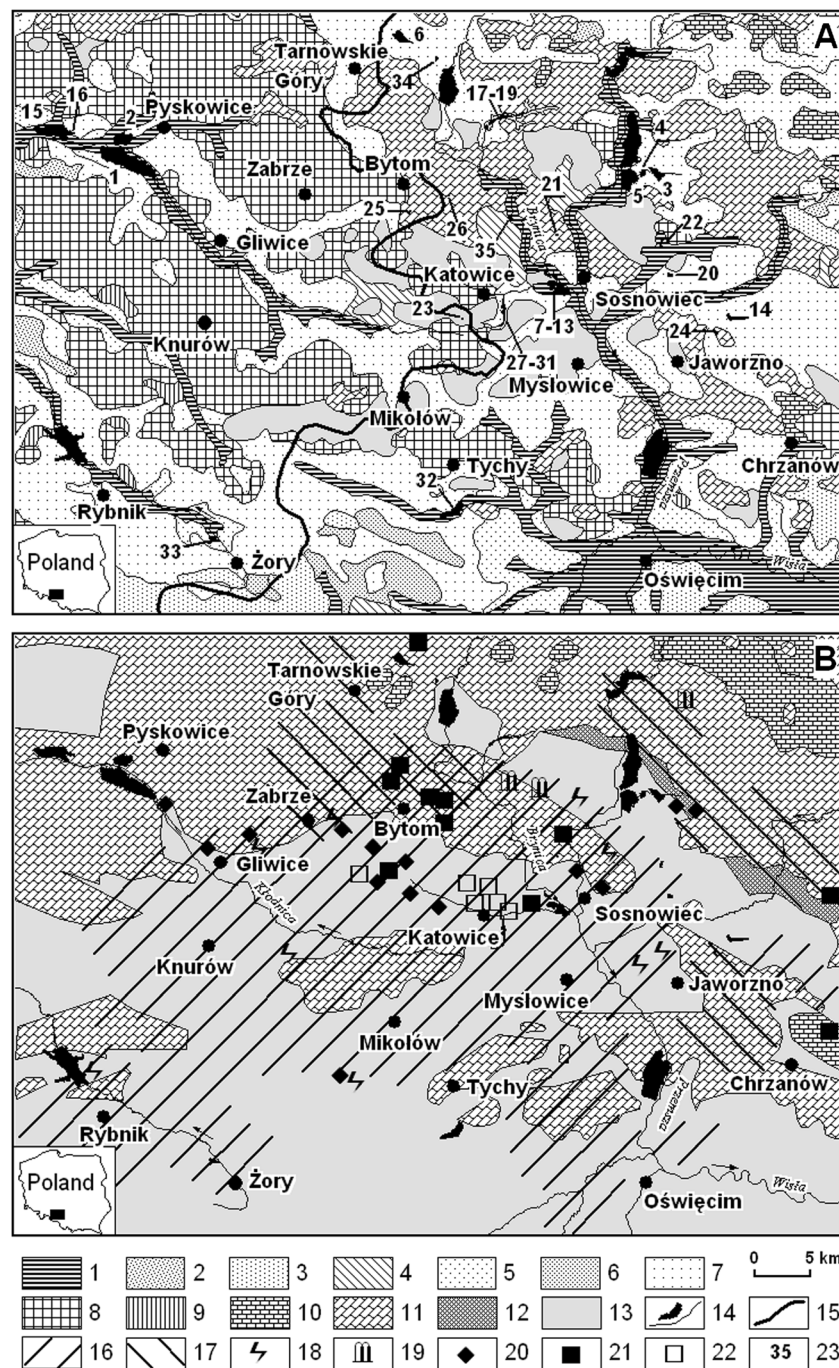 A
Tarnowskie
Góry
6
34
17-19
15
16
2
Pyskowice
1
Zabrze
Bytom
4
21
3
5
25
26
35
Brynica
22
Gliwice
Katowice
20
Sosnowiec
23
14
7-13
24
Knurów
27-31
Jaworzno
Mysłowice
Mikołów
Tychy
Chrzanów
32
Przemsza
Rybnik
33
Żory
Poland
Wisła
Oświęcim
B
Tarnowskie
Góry
Pyskowice
Zabrze
Bytom
Brynica
Gliwice
Kłodnica
Sosnowiec
Katowice
Knurów
Mysłowice
Jaworzno
Mikołów
Tychy
Chrzanów
Przemsza
Rybnik
Poland
Żory
Wisła
Oświęcim
1 2 3 4 5 6 7 0 5 km
8 9 10 11 12 13 14 15
16 17 18 19 20 21 22 35 23